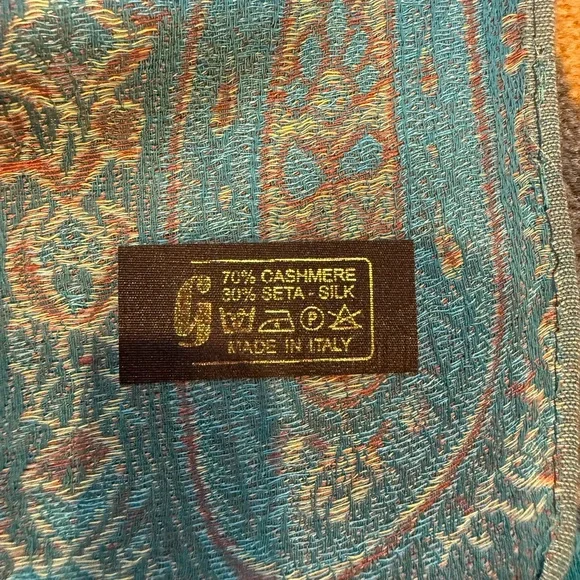 G
70% CASHMERE
30% SETA - SILK
P
MADE IN ITALY